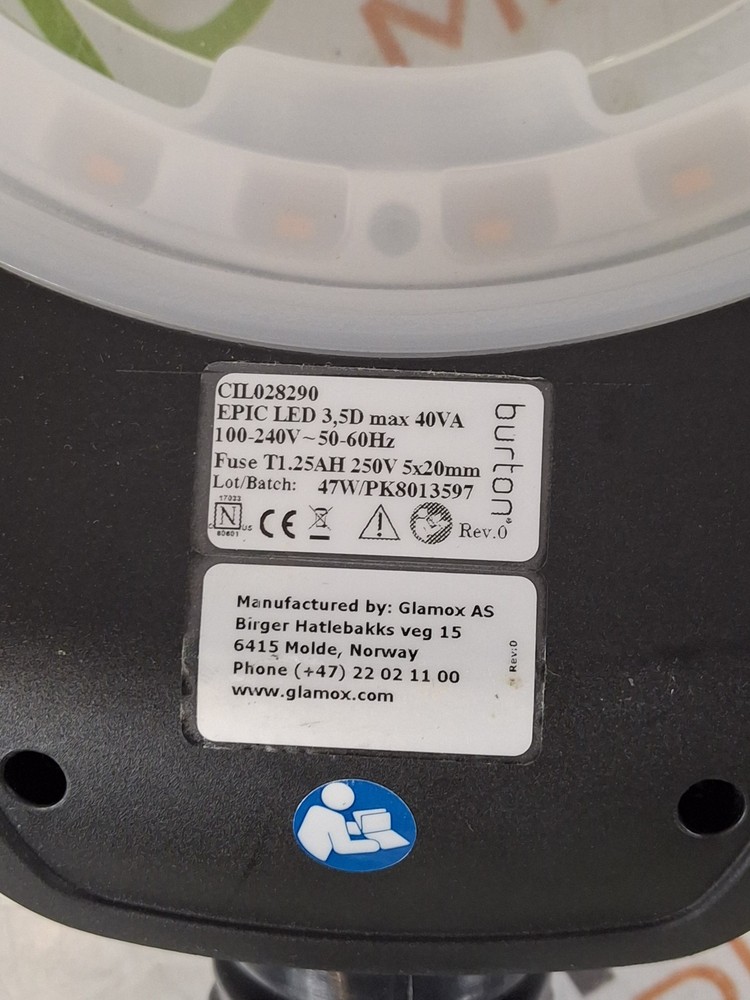 CIL028290
EPIC LED 3,5D max 40VA
100-240V~50-60Hz
Fuse T1.25AH 250V 5x20mm
Lot/Batch: 47W/PK8013597
N
CE
Rev.0
burton
Manufactured by: Glamox AS
Birger Hatlebakks veg 15
6415 Molde, Norway
Phone (+47) 22 02 11 00
www.glamox.com
Rev:0